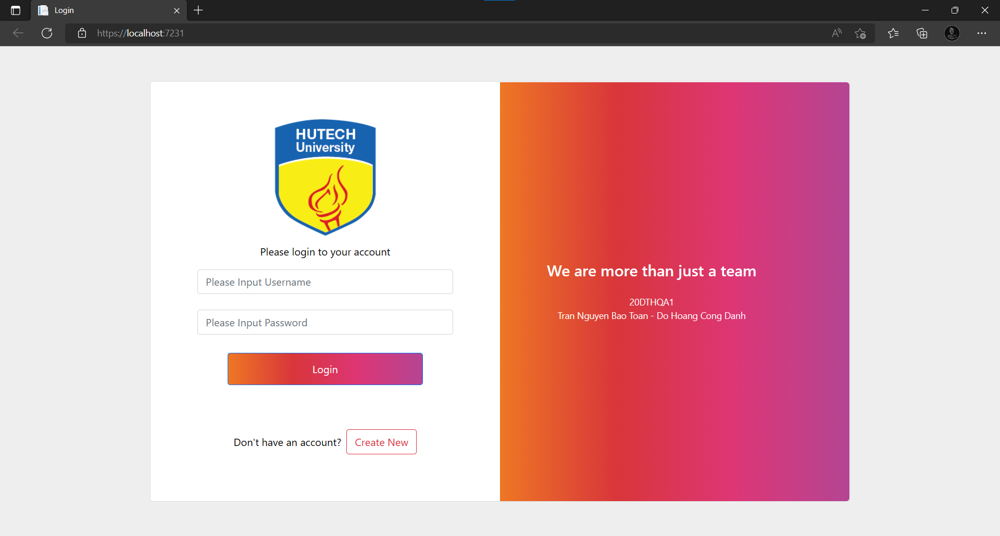 Login
https://localhost:7231
HUTECH
University
Please login to your account
Please Input Username
Please Input Password
Login
Don't have an account? Create New
We are more than just a team
20DTHQA1
Tran Nguyen Bao Toan - Do Hoang Cong Danh